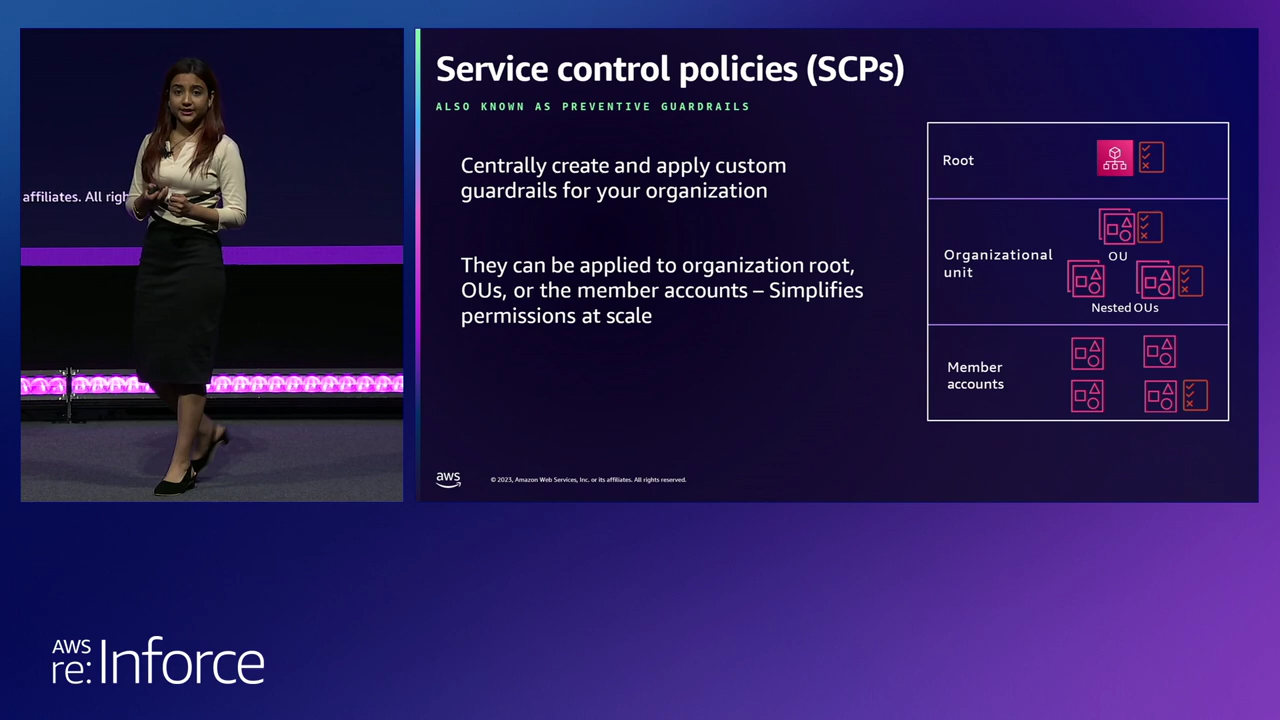 affiliates. All righ
Service control policies (SCPs)
ALSO KNOWN AS PREVENTIVE GUARDRAILS
Centrally create and apply custom
guardrails for your organization
They can be applied to organization root,
OUs, or the member accounts – Simplifies
permissions at scale
Root
Organizational
unit
OU
Nested OUs
Member
accounts
aws
© 2023, Amazon Web Services, Inc. or its affiliates. All rights reserved.
AWS
re:Inforce